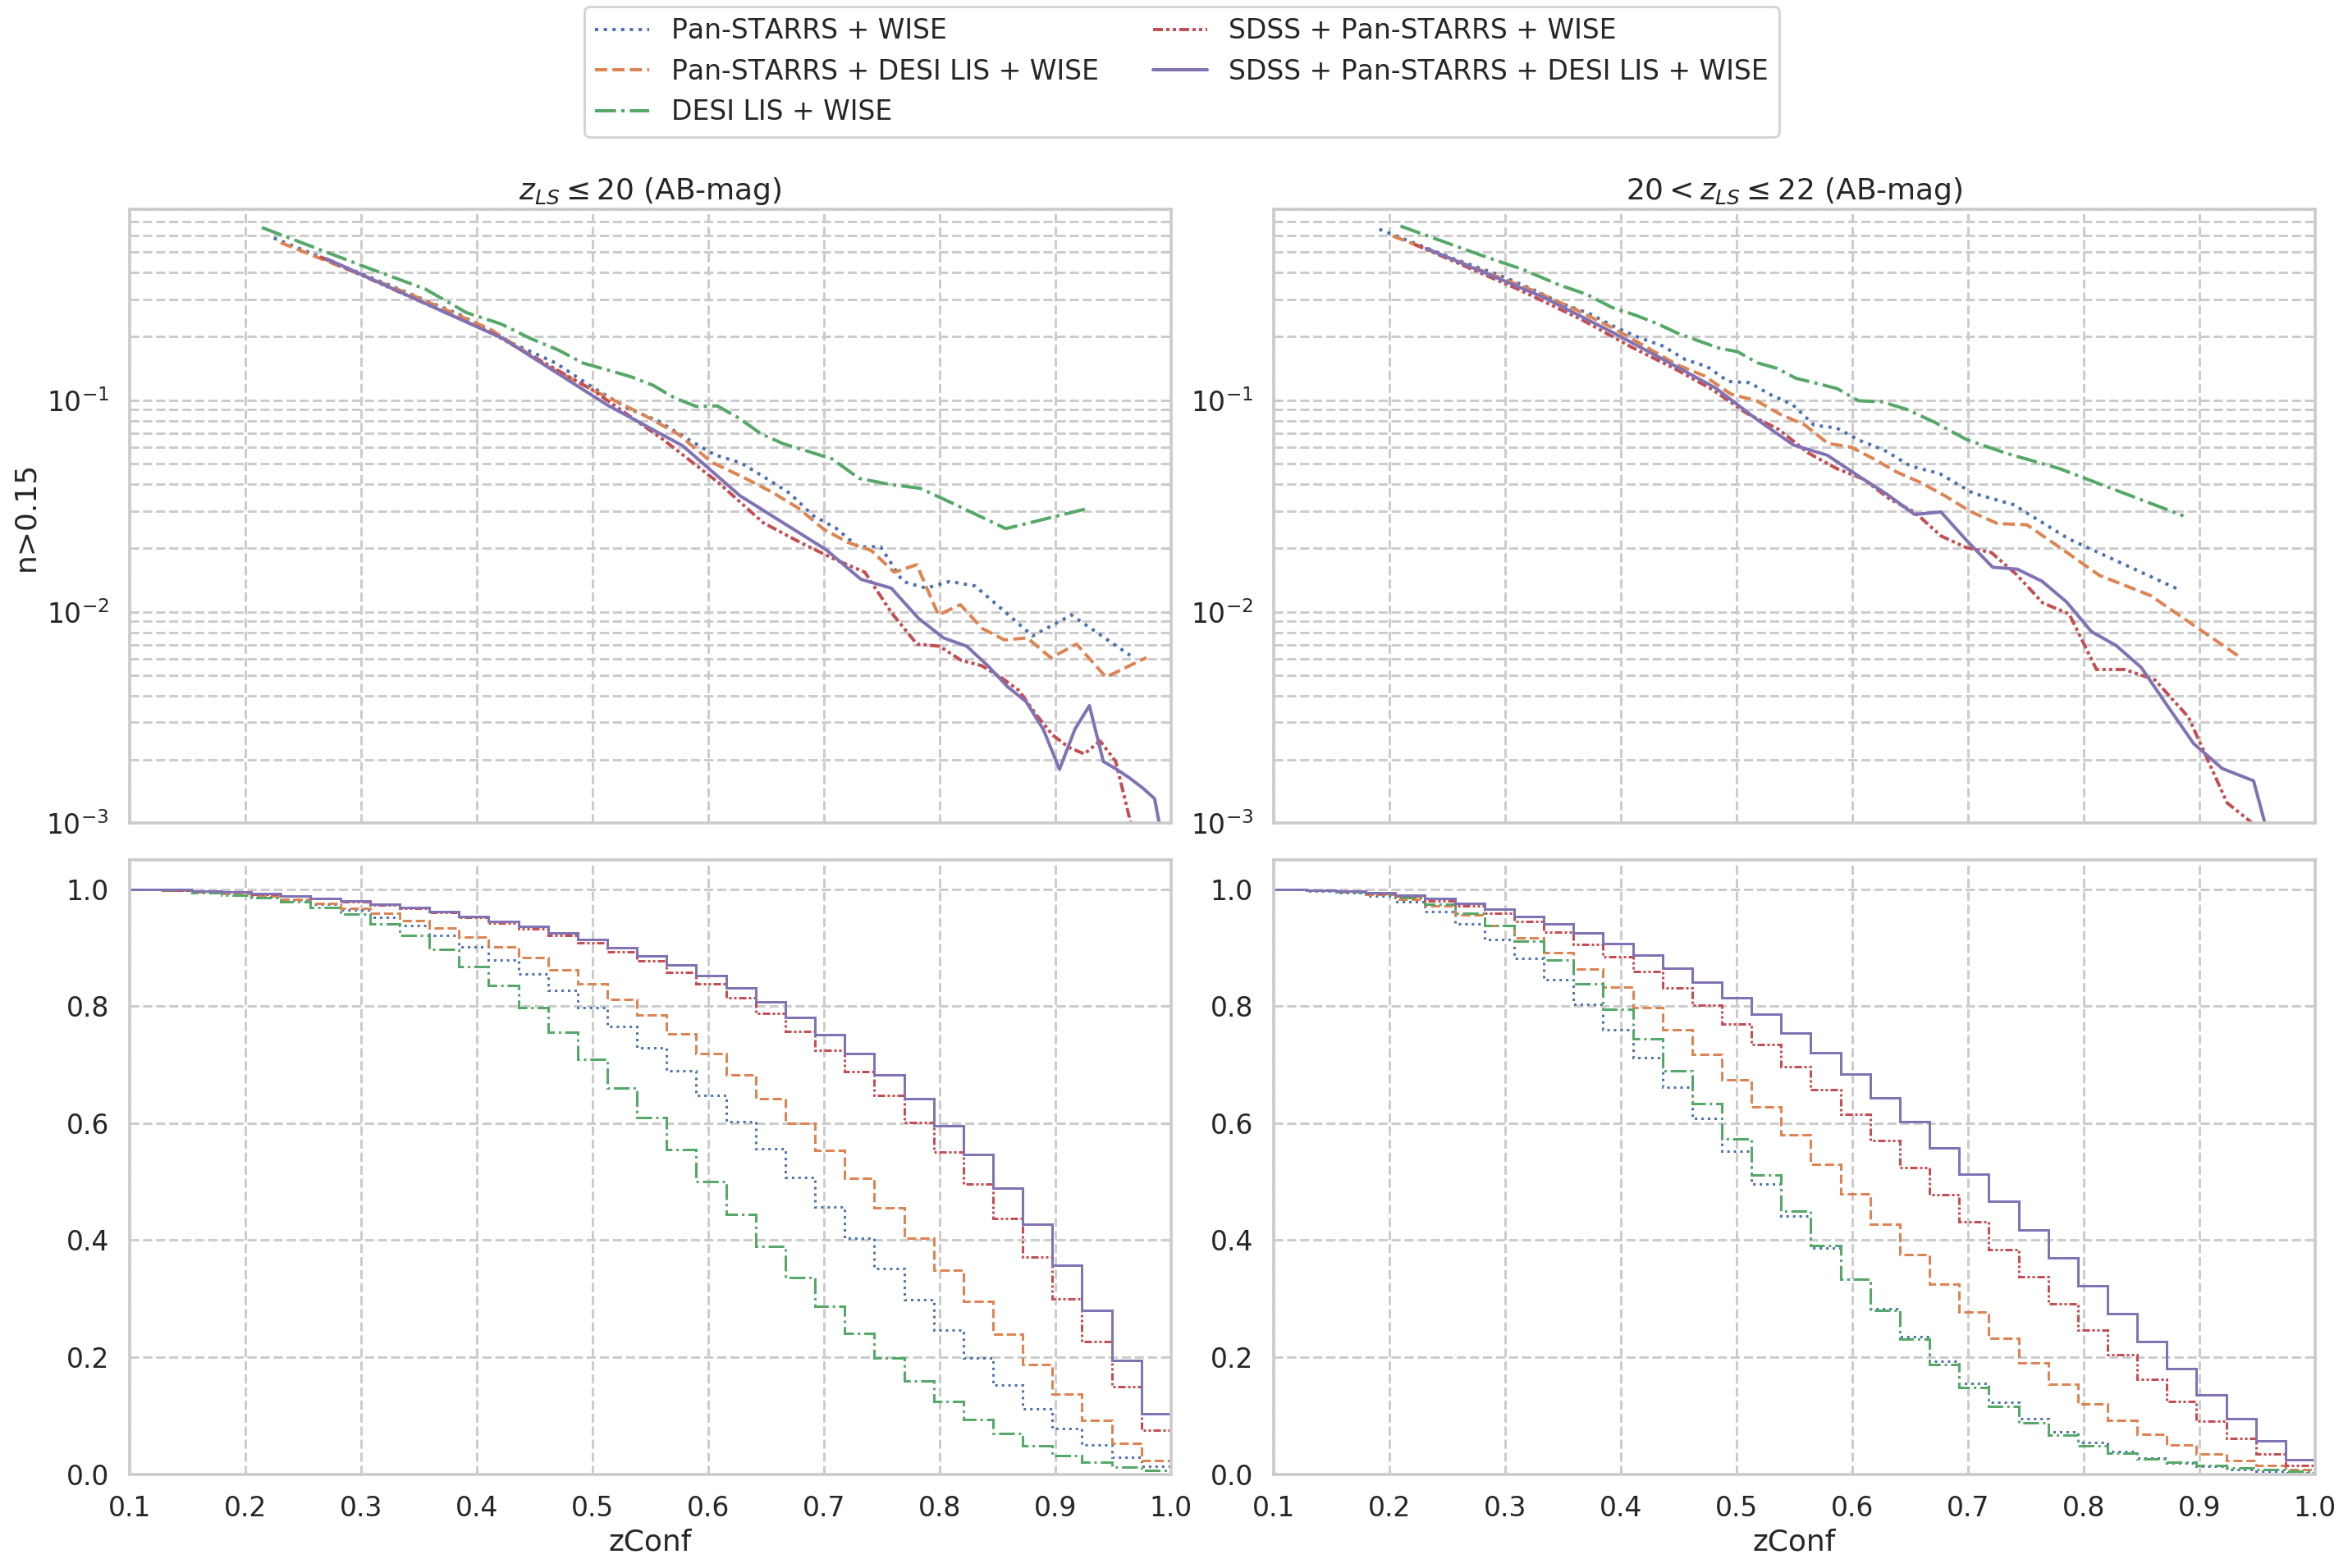 Pan-STARRS + WISE
Pan-STARRS + DESI LIS + WISE
DESI LIS + WISE
SDSS + Pan-STARRS + WISE
SDSS + Pan-STARRS + DESI LIS + WISE
z_{LS} ≤ 20 (AB-mag)
20 < z_{LS} ≤ 22 (AB-mag)
n>0.15
10^{-1}
10^{-2}
10^{-3}
10^{-1}
10^{-2}
10^{-3}
1.0
0.8
0.6
0.4
0.2
0.0
1.0
0.8
0.6
0.4
0.2
0.0
0.1 0.2 0.3 0.4 0.5 0.6 0.7 0.8 0.9 1.0
0.1 0.2 0.3 0.4 0.5 0.6 0.7 0.8 0.9 1.0
zConf
zConf